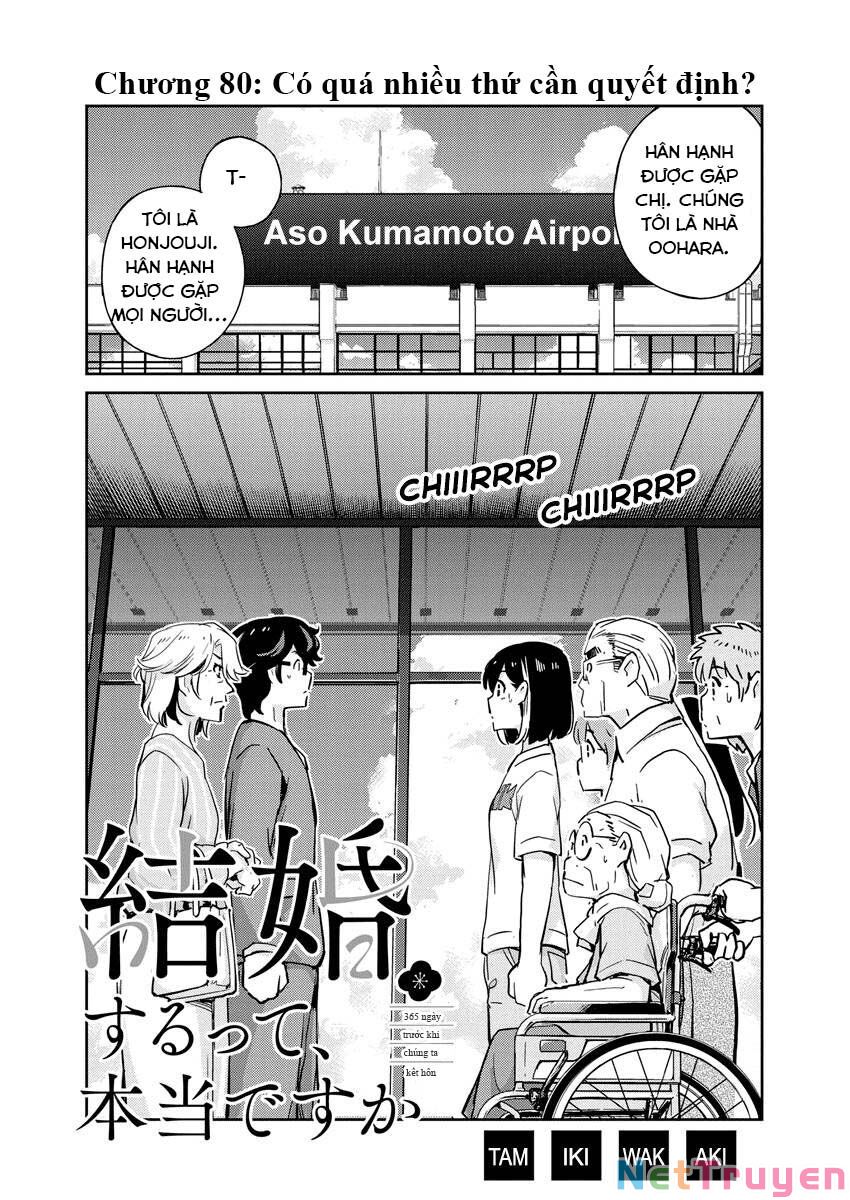 Chương 80: Có quá nhiều thứ cần quyết định?
HÂN HẠNH
ĐƯỢC GẶP
CHỊ. CHÚNG
TÔI LÀ NHÀ
OOHARA.
T-
TÔI LÀ
HONJOUJI.
HÂN HẠNH
ĐƯỢC GẶP
MỌI NGƯỜI...
Aso Kumamoto Airpor
CHIIIRRRP
CHIIIRRRP
結婚
するって、
本当ですか
365 ngày
trước khi
chúng ta
kết hôn
TAM IKI WAK AKI
NetTruyen